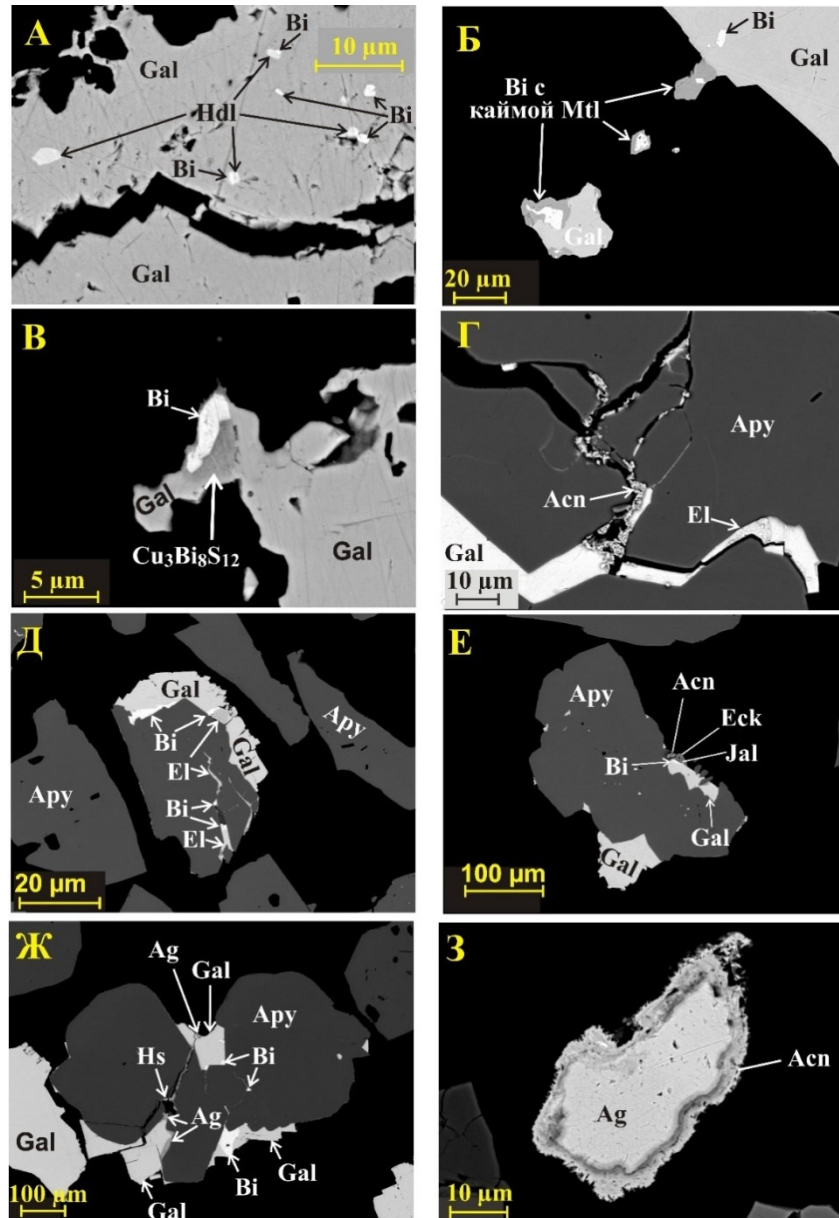 А
Bi
10 µm
Gal
Hdl
Bi
Bi
Gal
Б
Bi
Gal
Bi с
каймой Mtl
Gal
20 µm
В
Bi
Gal
Cu₃Bi₈S₁₂
Gal
5 µm
Г
Apy
Acn
El
Gal
10 µm
Д
Gal
Apy
Bi
Gal
El
Apy
Bi
El
20 µm
Е
Apy
Acn
Eck
Bi
Jal
Gal
Gal
100 µm
Ж
Ag
Gal
Apy
Hs
Bi
Ag
Gal
Gal
Bi
Gal
100 µm
З
Acn
Ag
10 µm